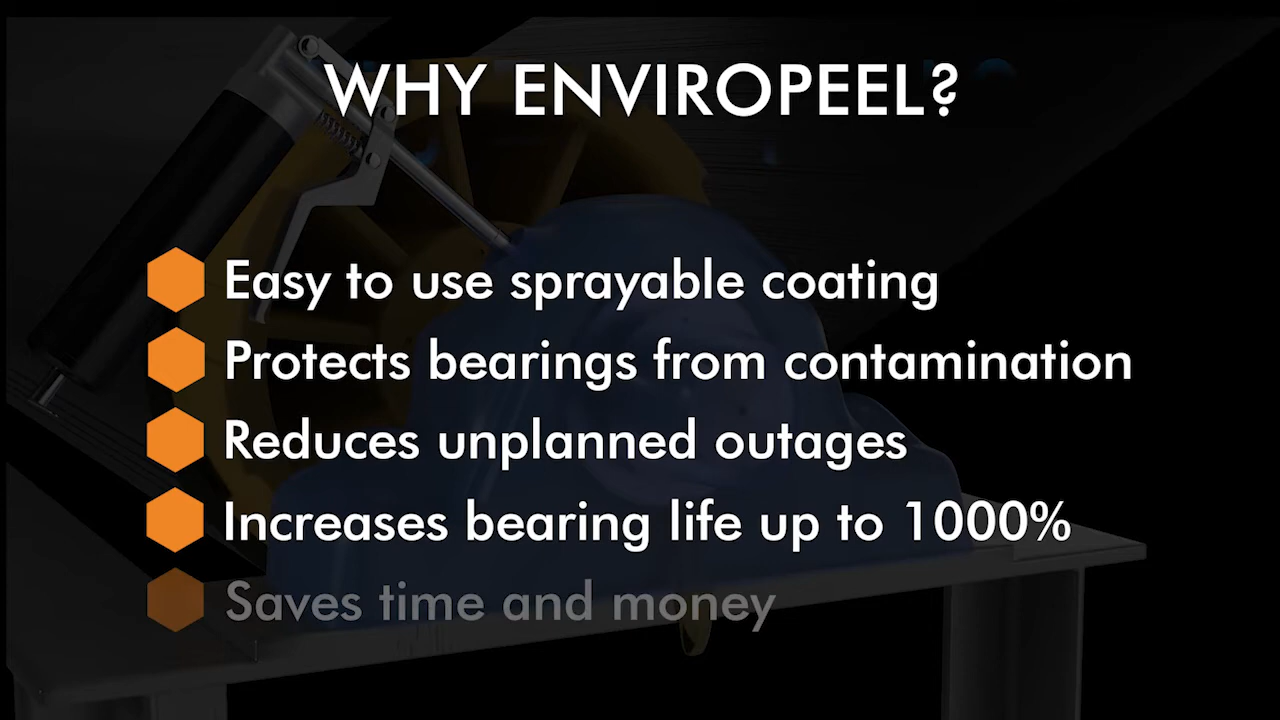 WHY ENVIROPEEL?
Easy to use sprayable coating
Protects bearings from contamination
Reduces unplanned outages
Increases bearing life up to 1000%
Saves time and money